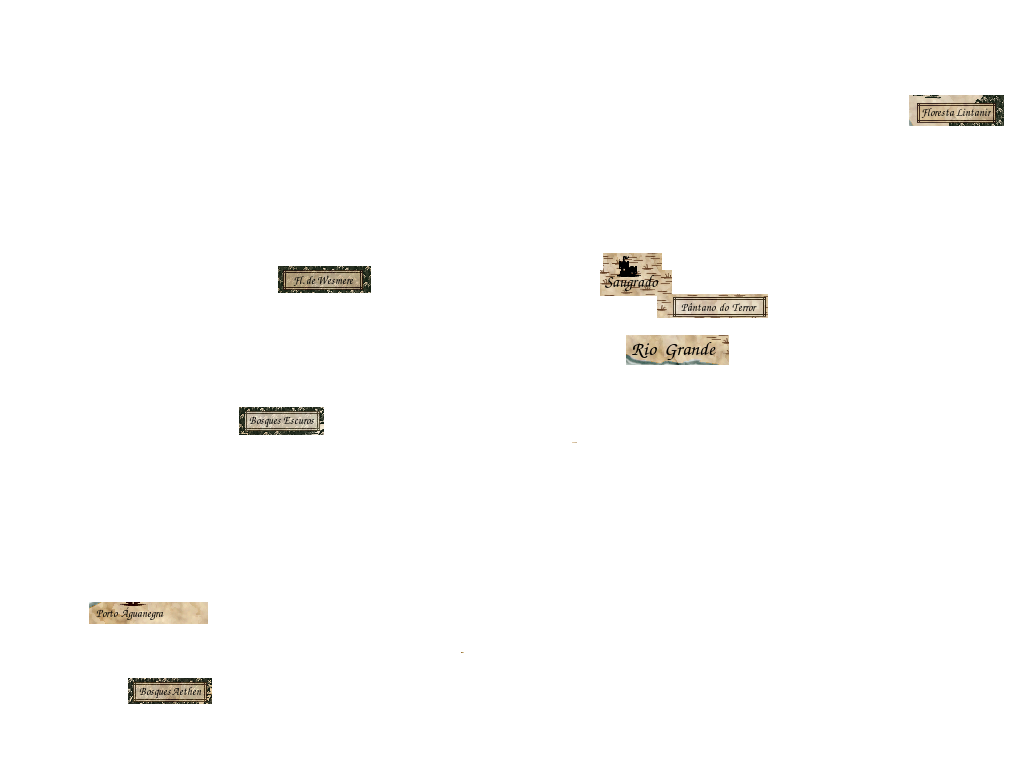 Floresta Lintanir
Fl. de Wesmere
Saugrado
Pântano do Terror
Rio Grande
Bosques Escuros
Porto Aguanegra
Bosques Aethen